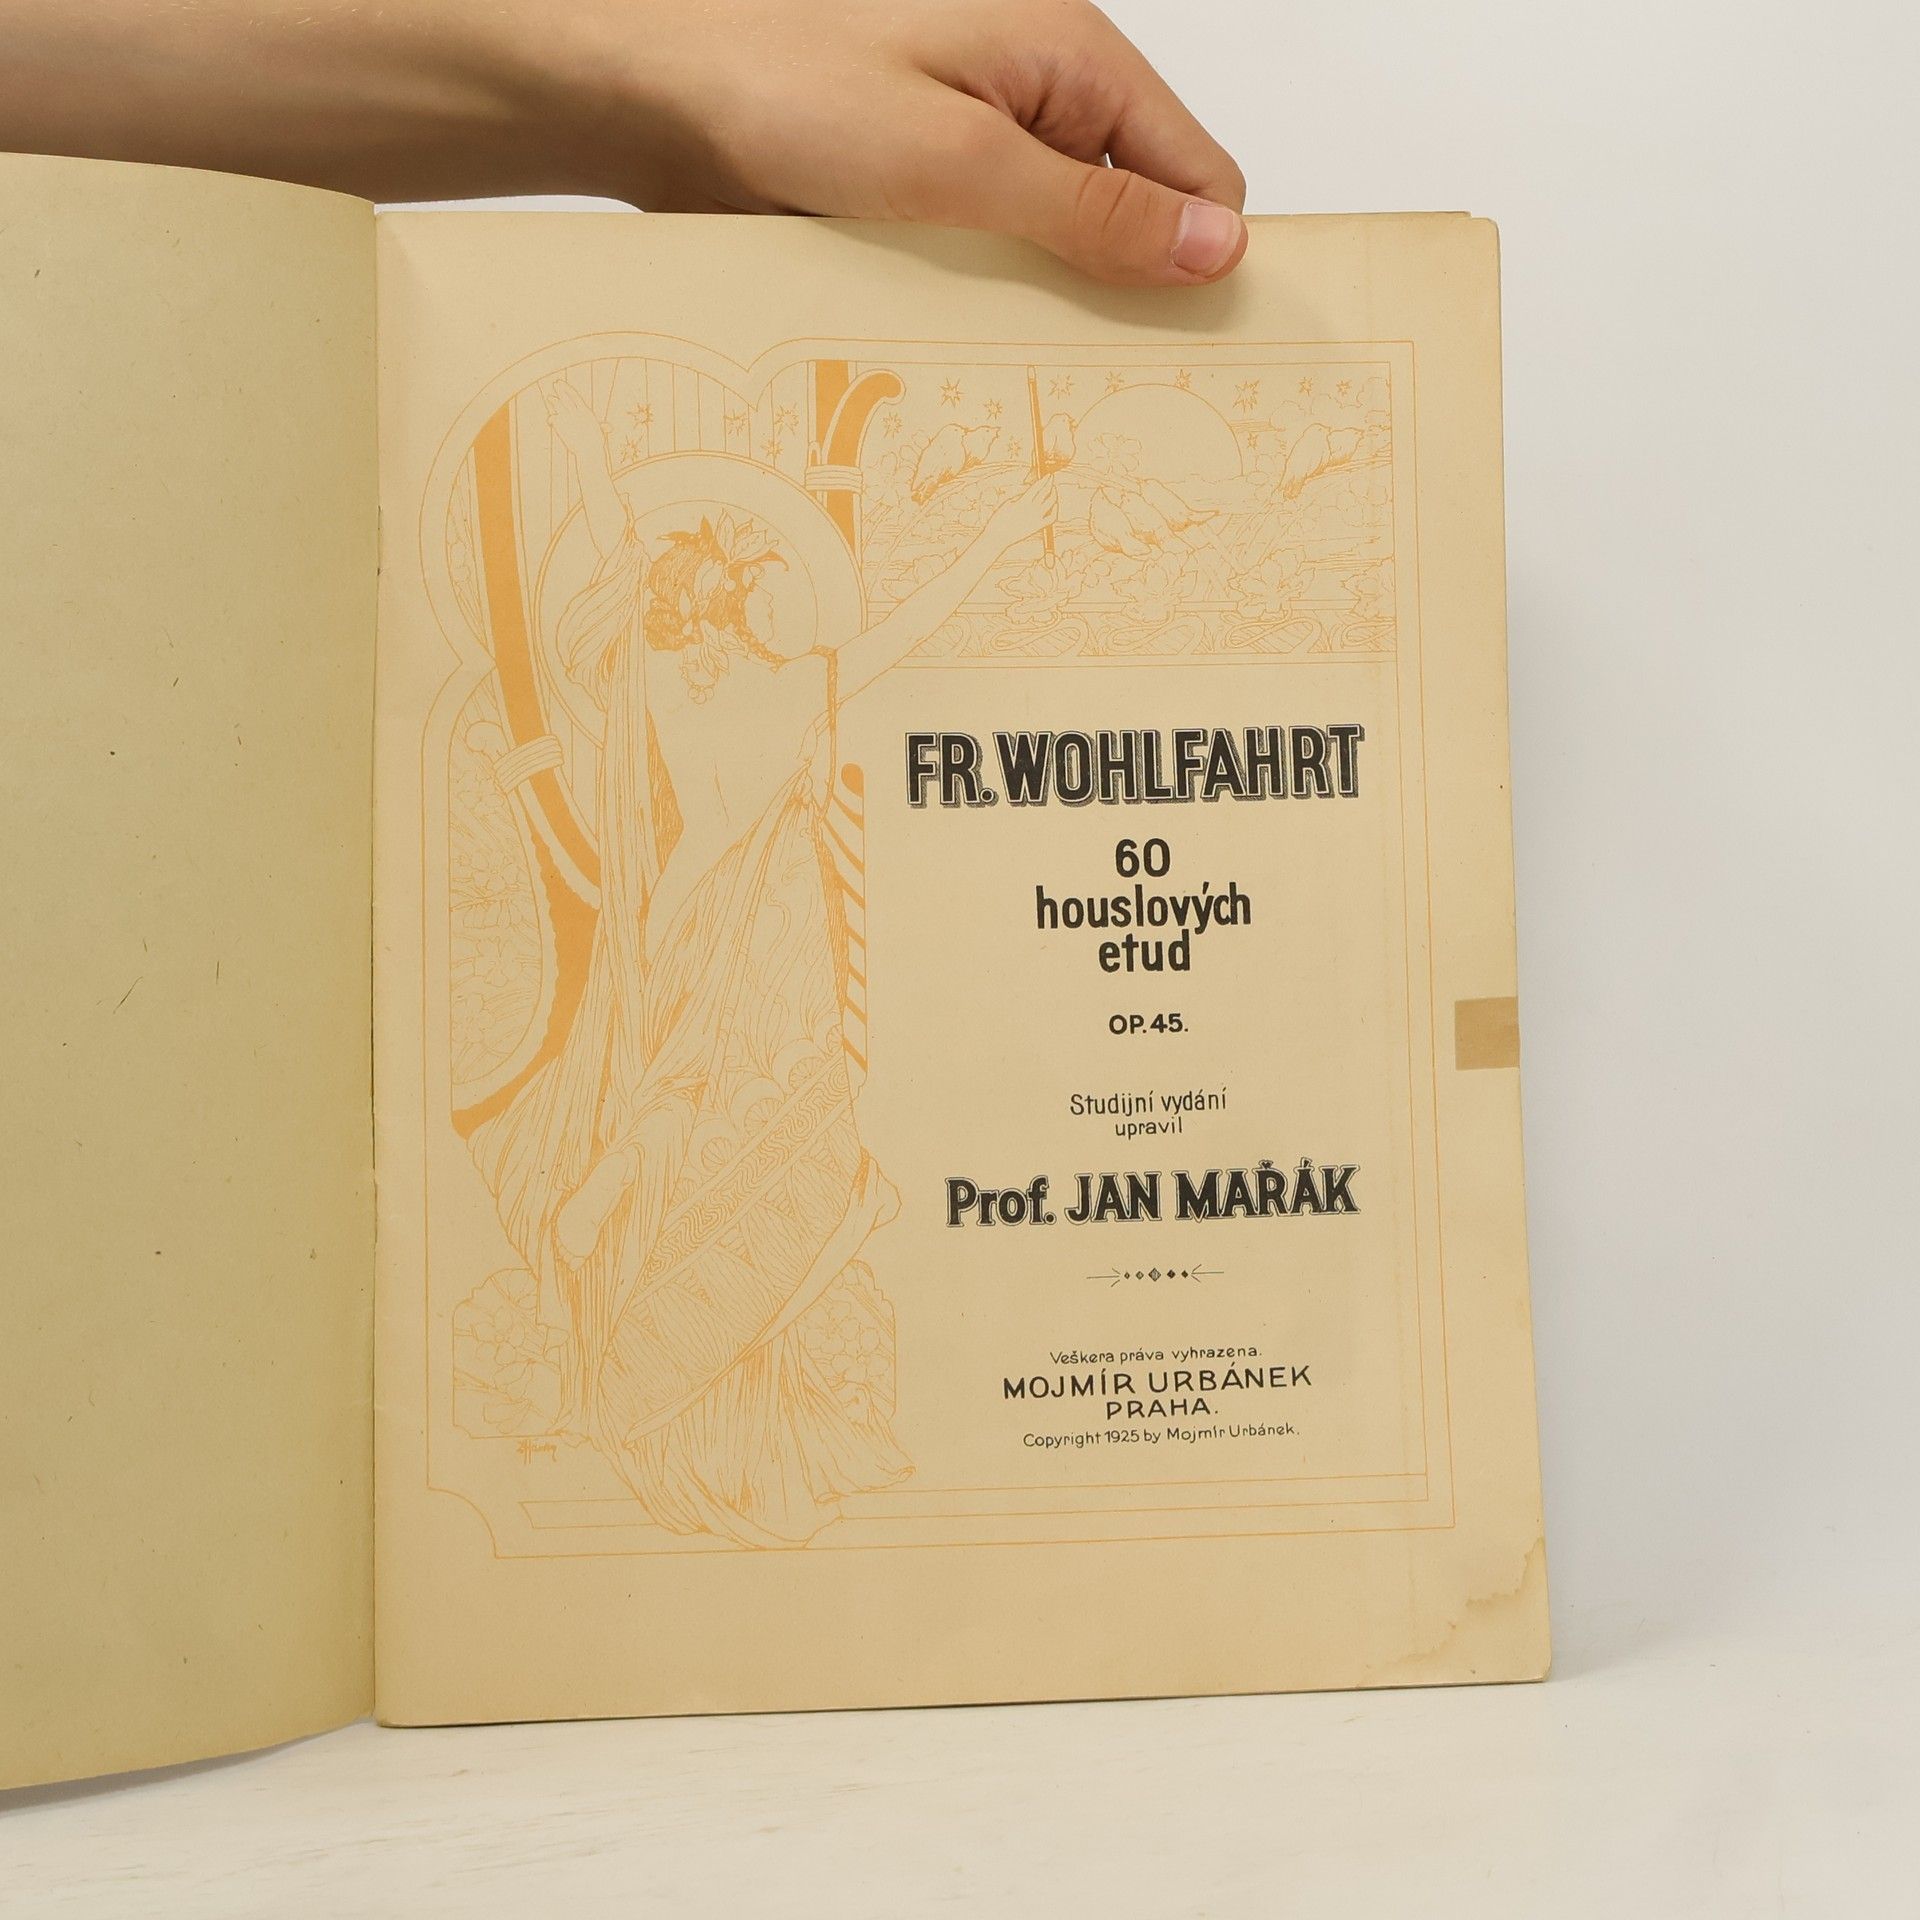 FR. WOHLFAHRT
60
houslových
etud
OP. 45.
Studijní vydání
upravil
Prof. JAN MAŘÁK
Veškera práva vyhrazena.
MOJMÍR URBÁNEK
PRAHA.
Copyright 1925 by Mojmír Urbánek.